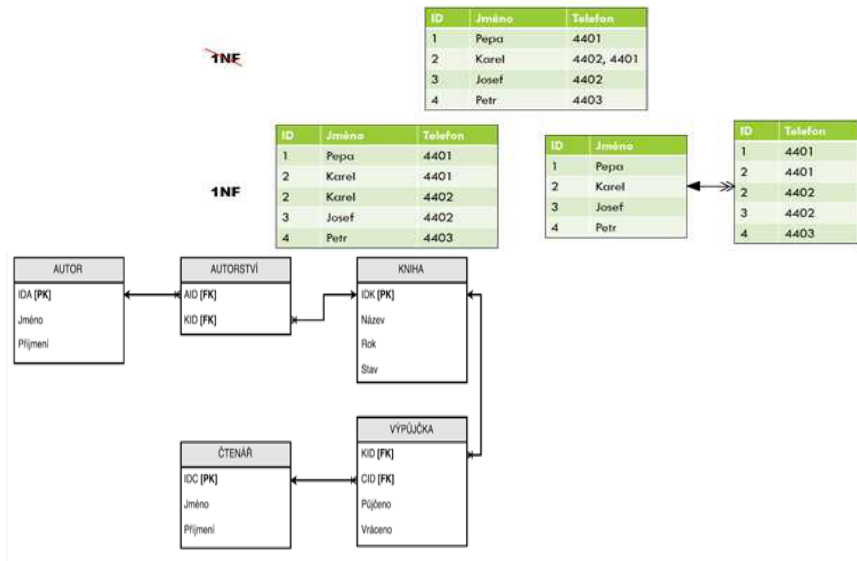 ID Jméno Telefon
1 Pepa 4401
2 Karel 4402, 4401
3 Josef 4402
4 Petr 4403
1NF
ID Jméno Telefon
1 Pepa 4401
2 Karel 4401
2 Karel 4402
3 Josef 4402
4 Petr 4403
1NF
ID Jméno
1 Pepa
2 Karel
3 Josef
4 Petr
ID Telefon
1 4401
2 4401
2 4402
3 4402
4 4403
AUTOR
IDA [PK]
Jméno
Příjmení
AUTORSTVÍ
AID [FK]
KID [FK]
KNIHA
IDK [PK]
Název
Rok
Stav
ČTENÁŘ
IDC [PK]
Jméno
Příjmení
VÝPŮJČKA
KID [FK]
CID [FK]
Půjčeno
Vráceno